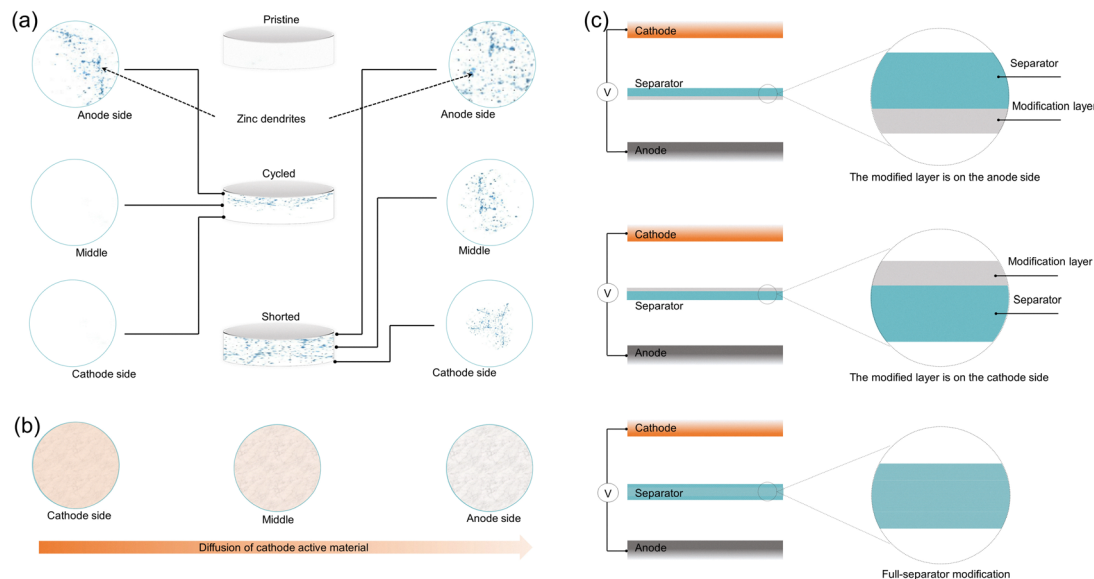 (a)
Pristine
Anode side
Zinc dendrites
Anode side
Cycled
Middle
Middle
Shorted
Cathode side
Cathode side
(b)
Cathode side
Middle
Anode side
Diffusion of cathode active material
(c)
Cathode
Separator
V
Anode
Separator
Modification layer
The modified layer is on the anode side
Cathode
V
Separator
Anode
Modification layer
Separator
The modified layer is on the cathode side
Cathode
V
Separator
Anode
Full-separator modification